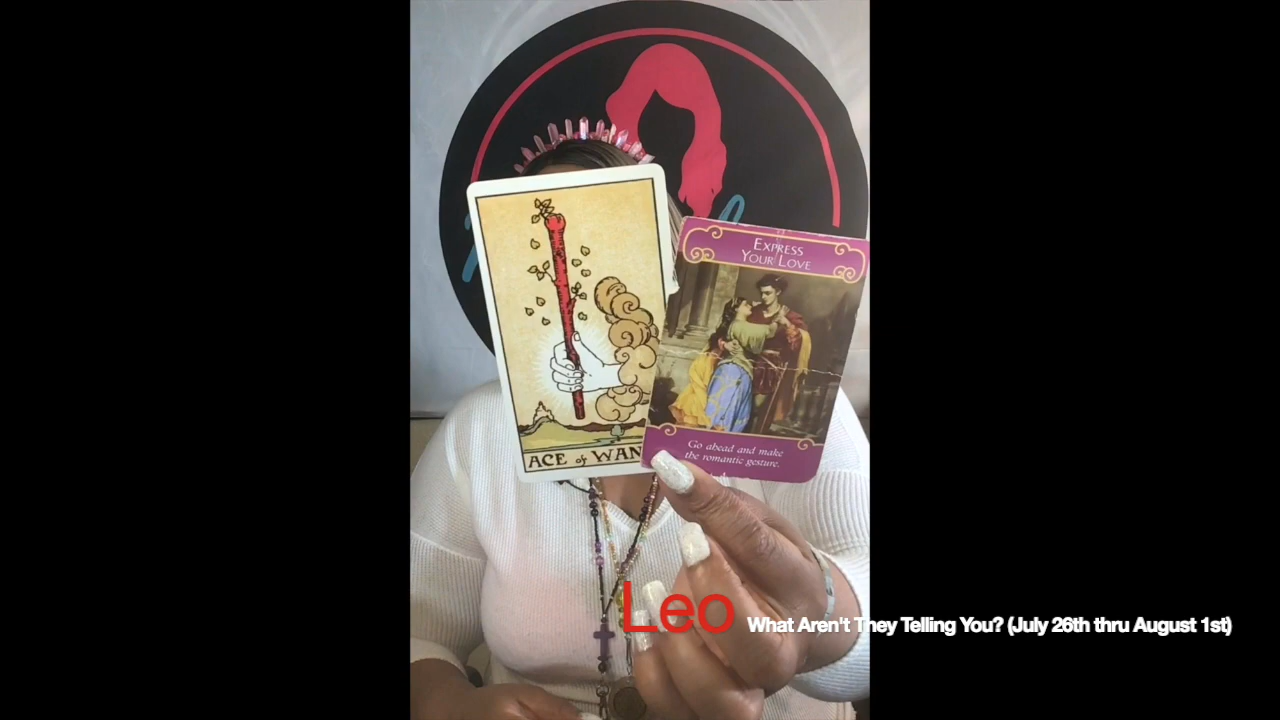 EXPRESS
YOUR LOVE
Go ahead and make
the romantic gesture.
ACE of WAN
Leo
What Aren't They Telling You? (July 26th thru August 1st)